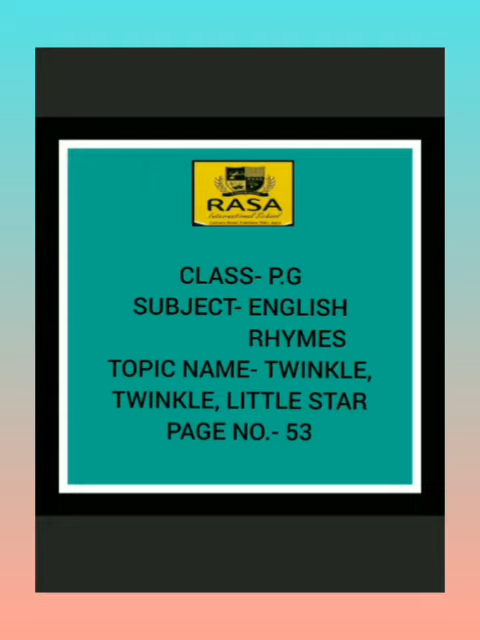 RASA
International School
CLASS- P.G
SUBJECT- ENGLISH
RHYMES
TOPIC NAME- TWINKLE,
TWINKLE, LITTLE STAR
PAGE NO.- 53